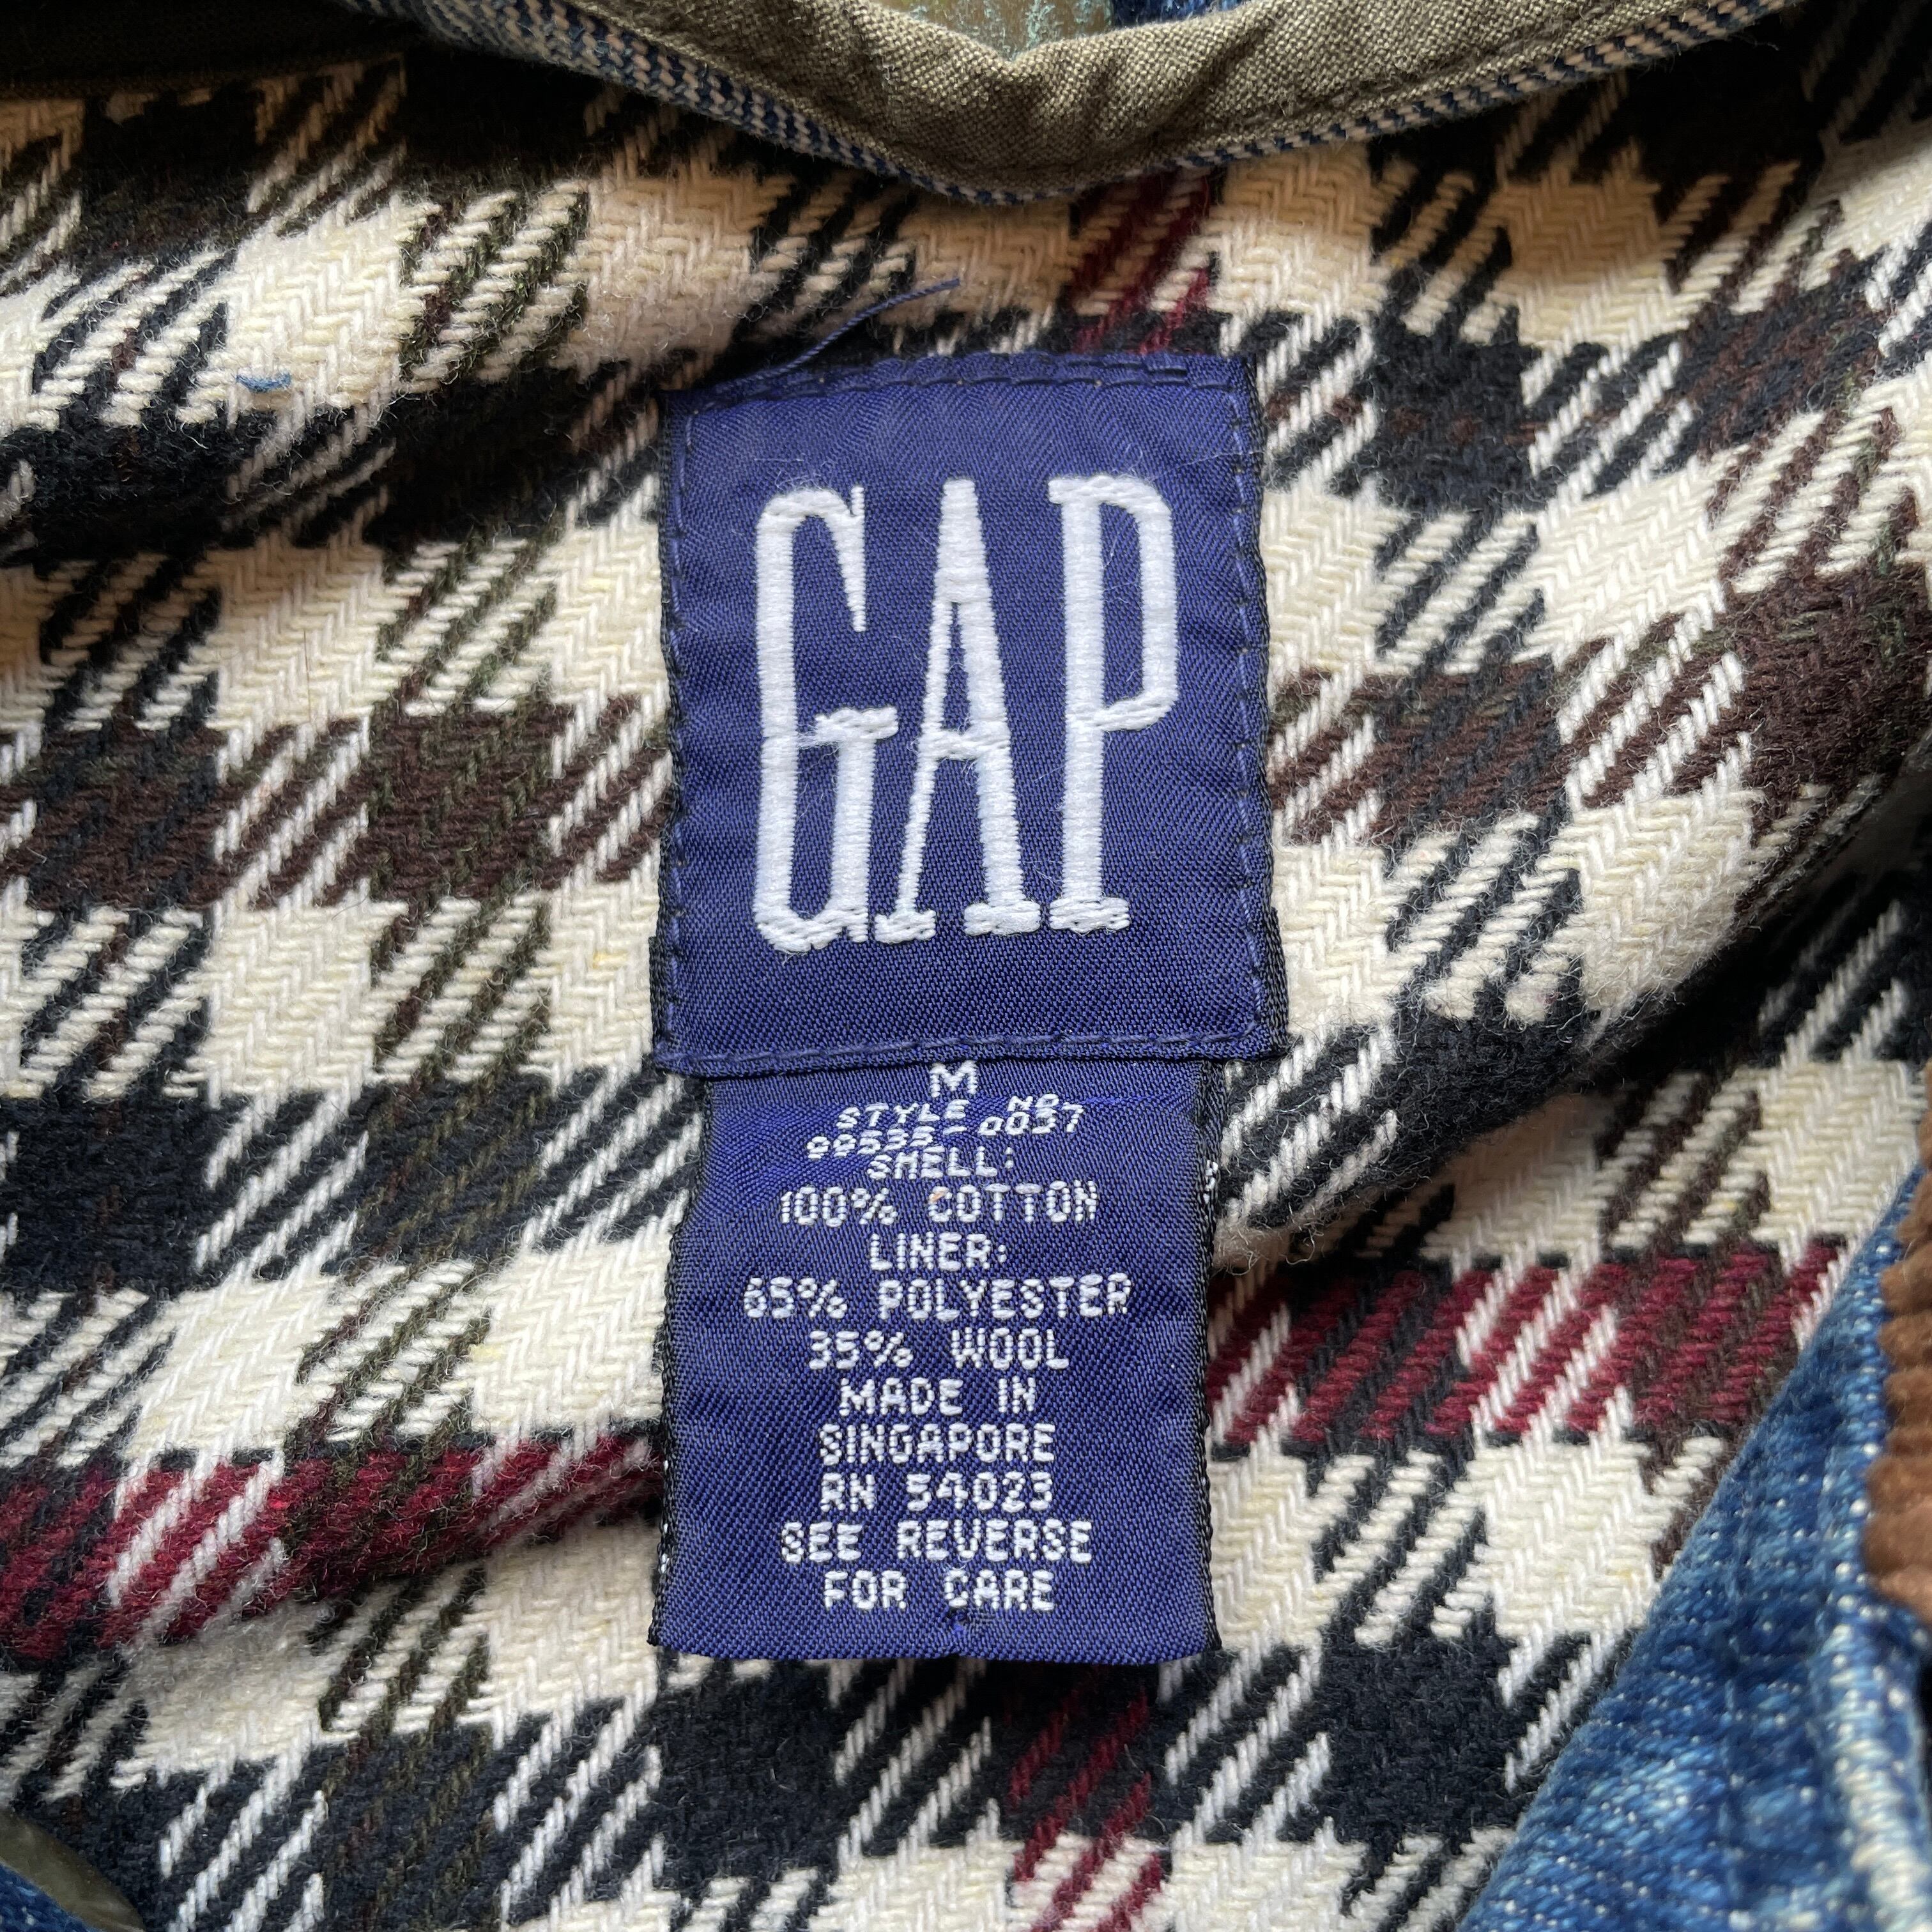 GAP
M
STYLE NO.
SHELL:
100% COTTON
LINER:
65% POLYESTER
35% WOOL
MADE IN
SINGAPORE
RN 54023
SEE REVERSE
FOR CARE